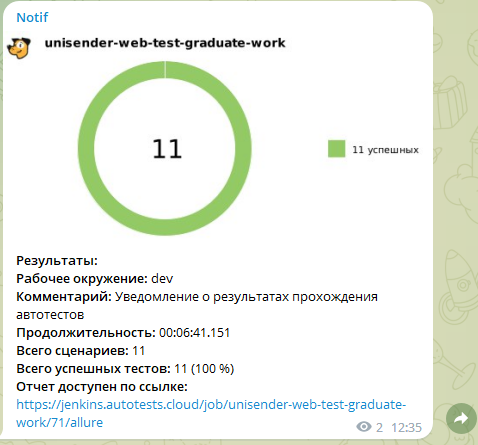 Notif
unisender-web-test-graduate-work
11
11 успешных
Результаты:
Рабочее окружение: dev
Комментарий: Уведомление о результатах прохождения
автотестов
Продолжительность: 00:06:41.151
Всего сценариев: 11
Всего успешных тестов: 11 (100 %)
Отчет доступен по ссылке:
https://jenkins.autotests.cloud/job/unisender-web-test-graduate-
work/71/allure
2 12:35